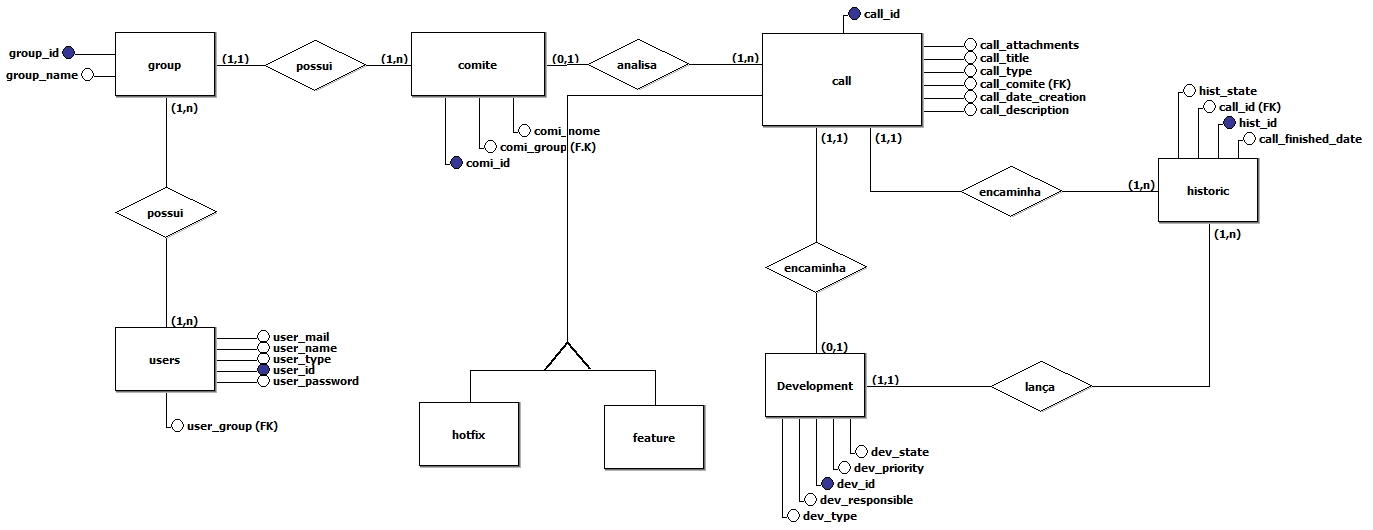 call_id
group_id
group_name
group
(1,1)
possui
(1,n)
comite
(0,1)
analisa
(1,n)
call
call_attachments
call_title
call_type
call_comite (FK)
call_date_creation
call_description
(1,n)
comi_nome
comi_group (F.K)
comi_id
(1,1)
(1,1)
hist_state
call_id (FK)
hist_id
call_finished_date
encaminha
(1,n)
historic
possui
(1,n)
encaminha
(1,n)
users
user_mail
user_name
user_type
user_id
user_password
user_group (FK)
(0,1)
Development
(1,1)
lança
hotfix
feature
dev_state
dev_priority
dev_id
dev_responsible
dev_type